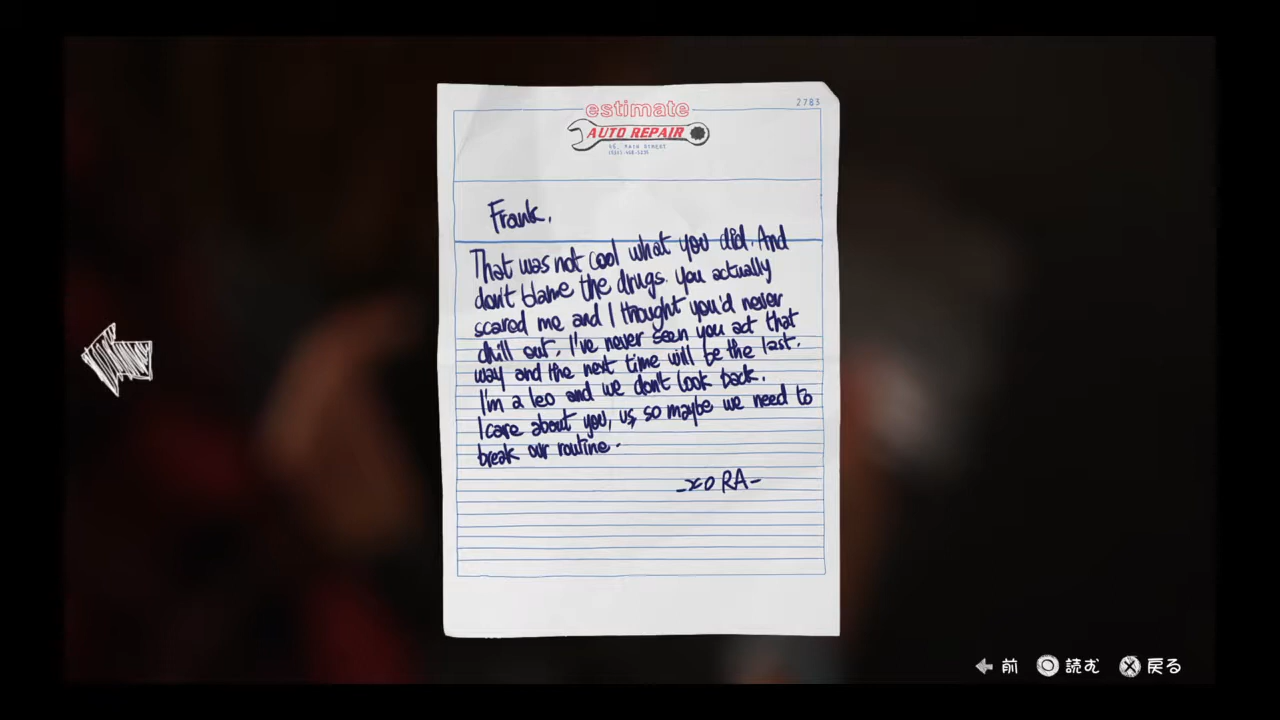 2783
estimate
AUTO REPAIR
45, MAIN STREET
Frank,
That was not cool what you did. And
don't blame the drugs. You actually
scared me and I thought you'd never
chill out. I've never seen you act that
way and the next time will be the last.
I'm a leo and we don't look back.
I care about you, us, so maybe we need to
break our routine.
-xo RA-
前 読む 戻る